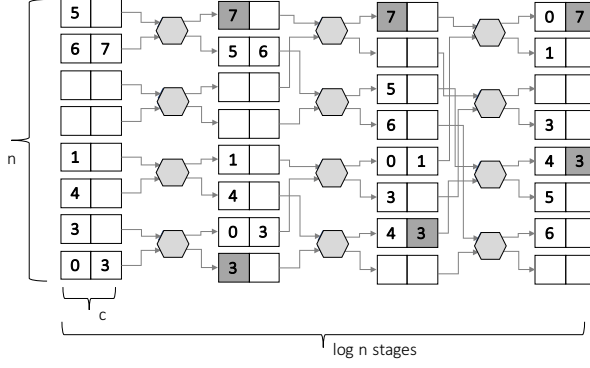 5 7 7 0 7
6 7 5 6 1
5
6 3
n 1 1 0 1 4 3
4 4 3 5
3 0 3 4 3 6
0 3 3
c
log n stages